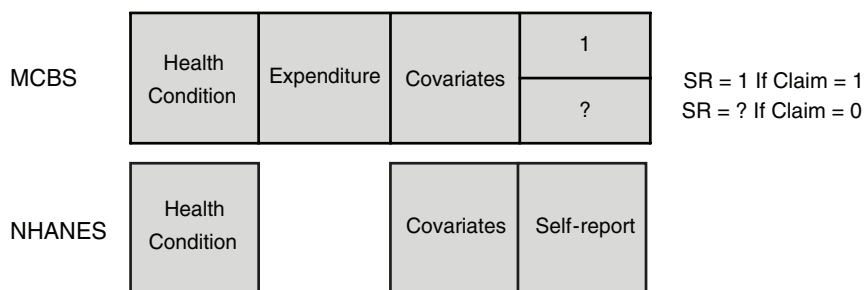 MCBS
Health
Condition
Expenditure
Covariates
1
?
SR = 1 If Claim = 1
SR = ? If Claim = 0
NHANES
Health
Condition
Covariates
Self-report